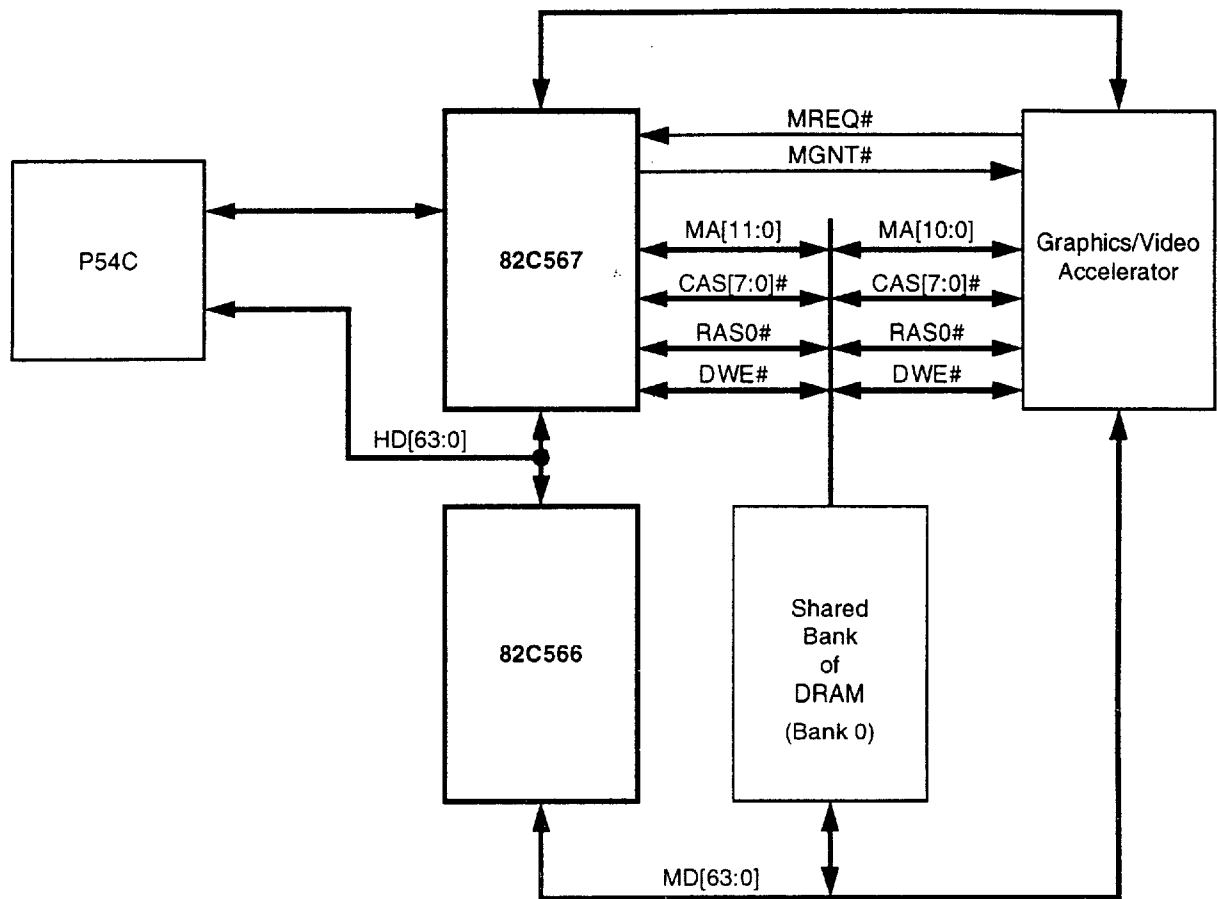 MREQ#
MGNT#
P54C
82C567
MA[11:0]
MA[10:0]
Graphics/Video
Accelerator
CAS[7:0]#
CAS[7:0]#
RAS0#
RAS0#
DWE#
DWE#
HD[63:0]
82C566
Shared
Bank
of
DRAM
(Bank 0)
MD[63:0]